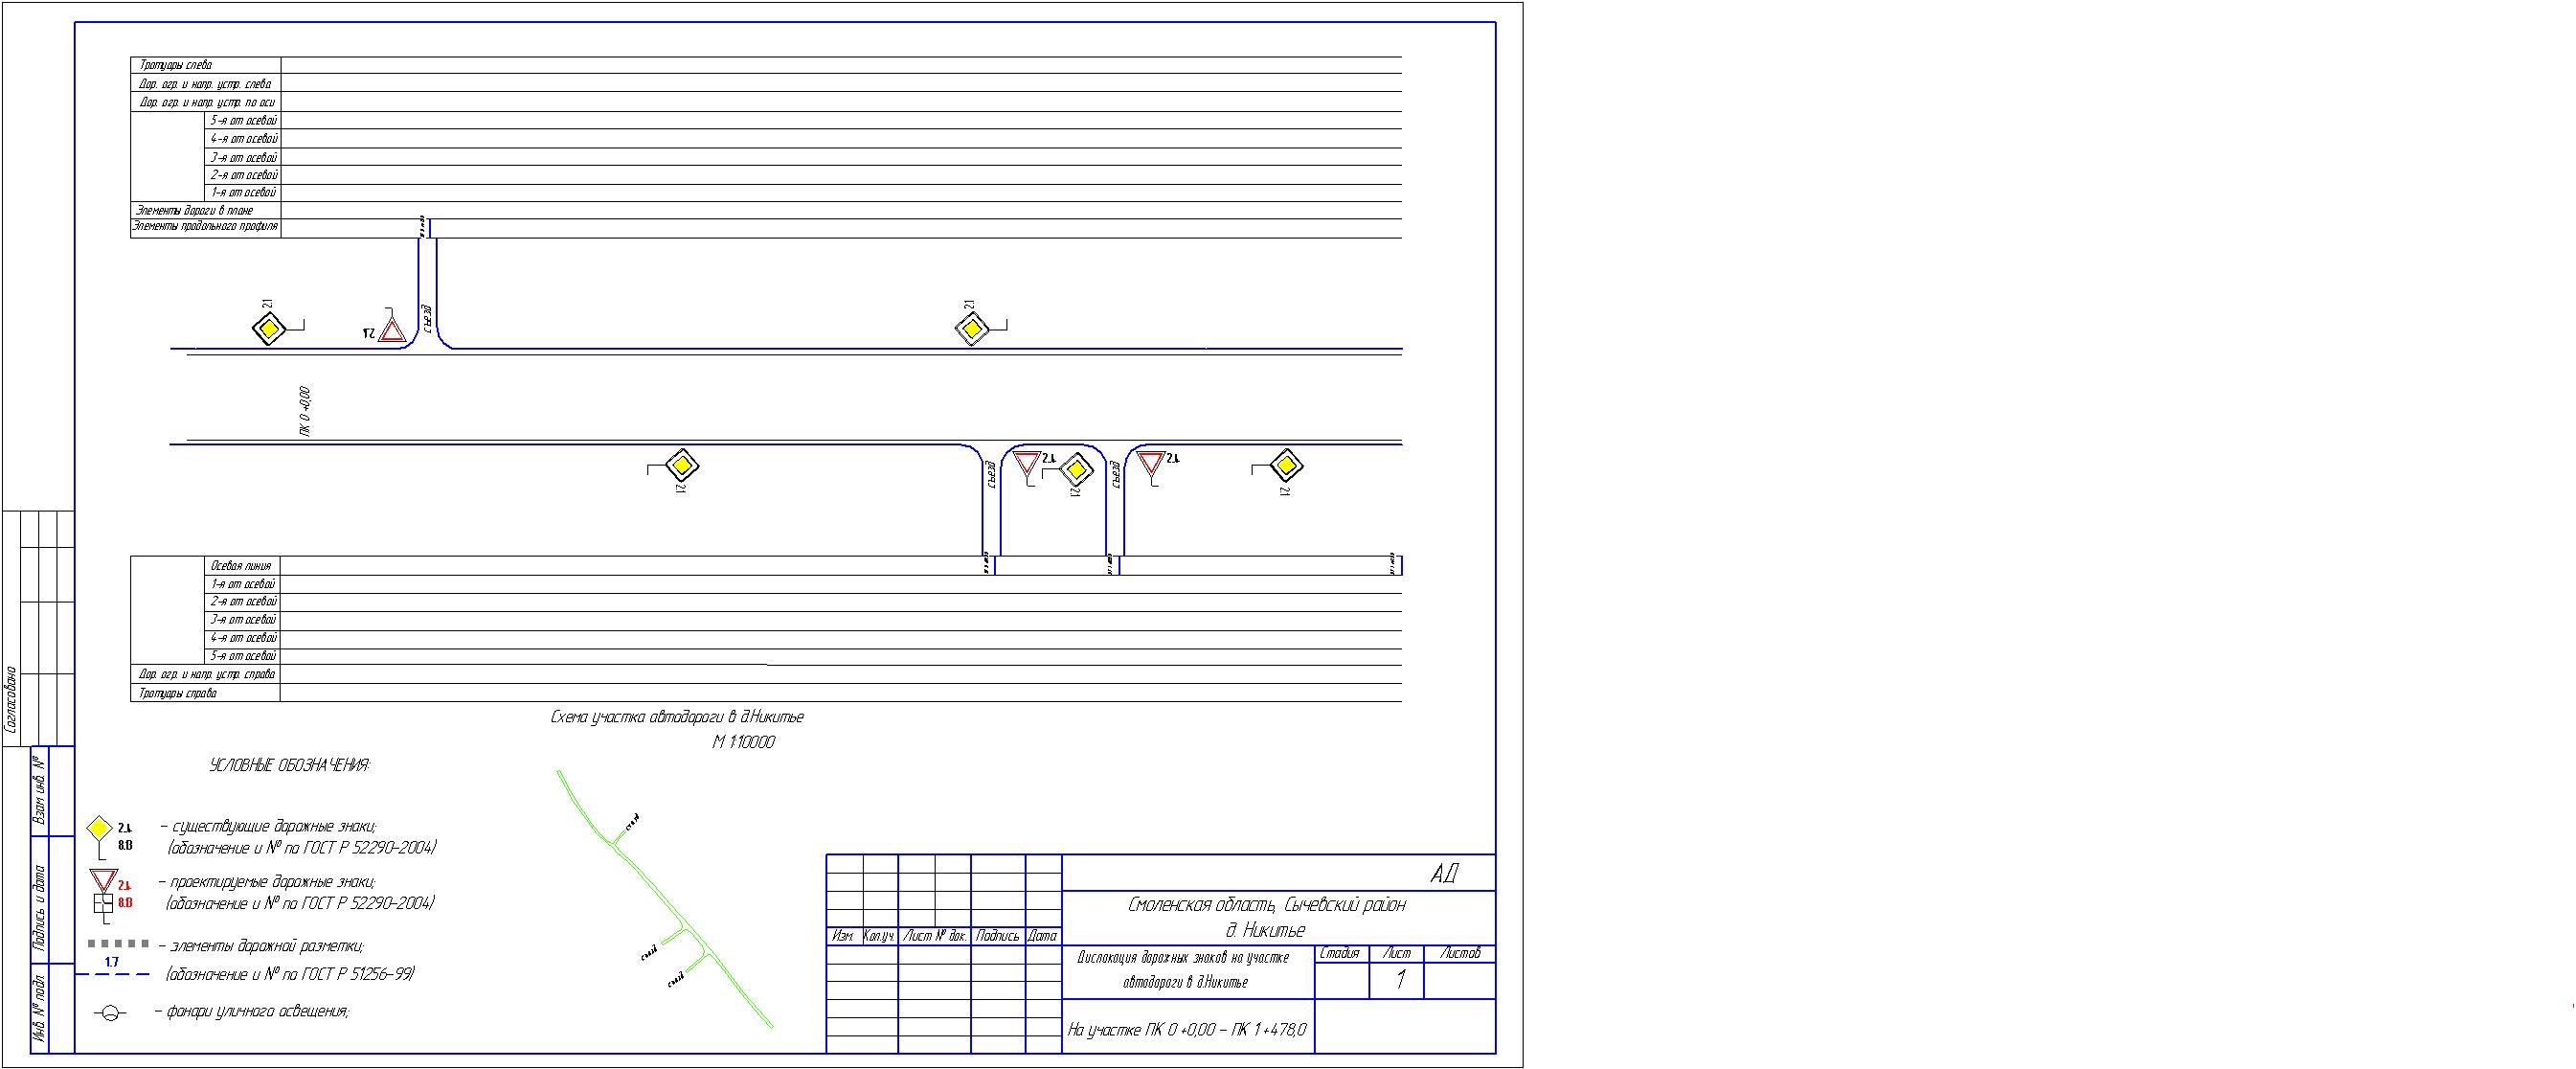 Тротуары слева
Дор. огр. и напр. устр. слева
Дор. огр. и напр. устр. по оси
5-я от осевой
4-я от осевой
3-я от осевой
2-я от осевой
1-я от осевой
Элементы дороги в плане
Элементы продольного профиля
2.1
2.4
съезд
2.1
ПК 0 +0,00
2.1
съезд
2.4
2.1
съезд
2.4
2.1
Осевая линия
1-я от осевой
2-я от осевой
3-я от осевой
4-я от осевой
5-я от осевой
Дор. огр. и напр. устр. справа
Тротуары справа
Схема участка автодороги в д.Никитье
М 1:10000
УСЛОВНЫЕ ОБОЗНАЧЕНИЯ:
2.1
8.13
- существующие дорожные знаки;
(обозначение и № по ГОСТ Р 52290-2004)
2.4
8.13
- проектируемые дорожные знаки;
(обозначение и № по ГОСТ Р 52290-2004)
- элементы дорожной разметки;
1.7
(обозначение и № по ГОСТ Р 51256-99)
- фонари уличного освещения;
съезд
съезд
съезд
Согласовано
Взам. инв. №
Подпись и дата
Инв. № подл.
Изм. Кол.уч. Лист № док. Подпись Дата
АД
Смоленская область, Сычевский район
д. Никитье
Дислокация дорожных знаков на участке
автодороги в д.Никитье
Стадия Лист Листов
1
На участке ПК 0 +0,00 - ПК 1 +478,0